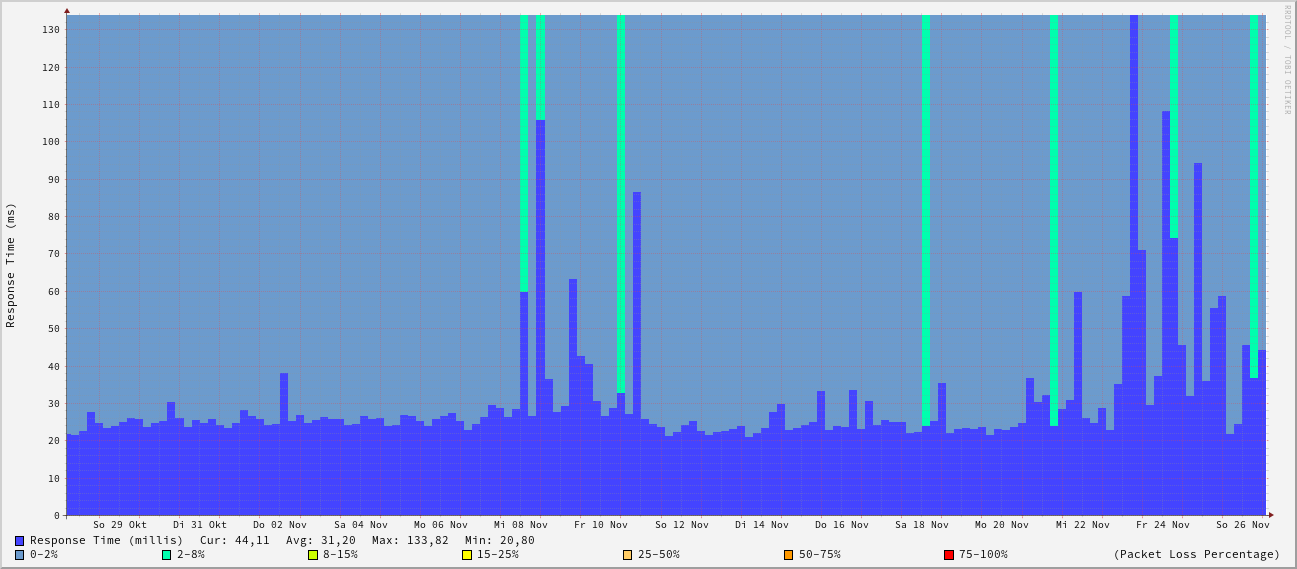 RRDTOOL / TOBI OETIKER
Response Time (ms)
130
120
110
100
90
80
70
60
50
40
30
20
10
0
So 29 Okt Di 31 Okt Do 02 Nov Sa 04 Nov Mo 06 Nov Mi 08 Nov Fr 10 Nov So 12 Nov Di 14 Nov Do 16 Nov Sa 18 Nov Mo 20 Nov Mi 22 Nov Fr 24 Nov So 26 Nov
Response Time (millis) Cur: 44,11 Avg: 31,20 Max: 133,82 Min: 20,80
0-2% 2-8% 8-15% 15-25% 25-50% 50-75% 75-100% (Packet Loss Percentage)